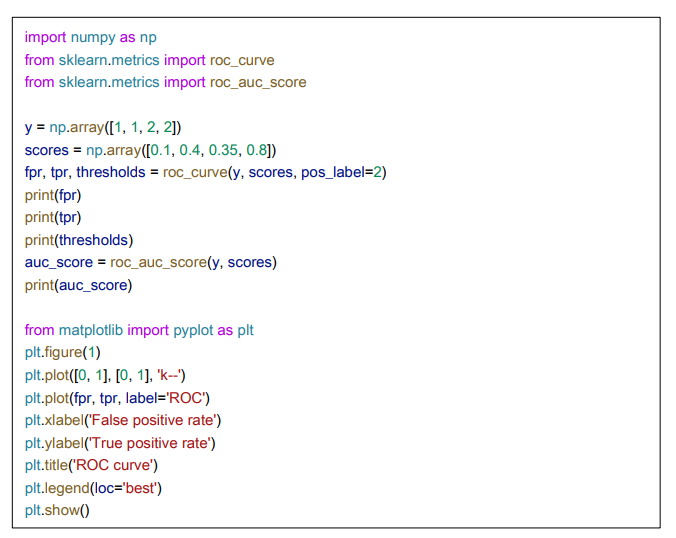 import numpy as np
from sklearn.metrics import roc_curve
from sklearn.metrics import roc_auc_score
y = np.array([1, 1, 2, 2])
scores = np.array([0.1, 0.4, 0.35, 0.8])
fpr, tpr, thresholds = roc_curve(y, scores, pos_label=2)
print(fpr)
print(tpr)
print(thresholds)
auc_score = roc_auc_score(y, scores)
print(auc_score)
from matplotlib import pyplot as plt
plt.figure(1)
plt.plot([0, 1], [0, 1], 'k--')
plt.plot(fpr, tpr, label='ROC')
plt.xlabel('False positive rate')
plt.ylabel('True positive rate')
plt.title('ROC curve')
plt.legend(loc='best')
plt.show()